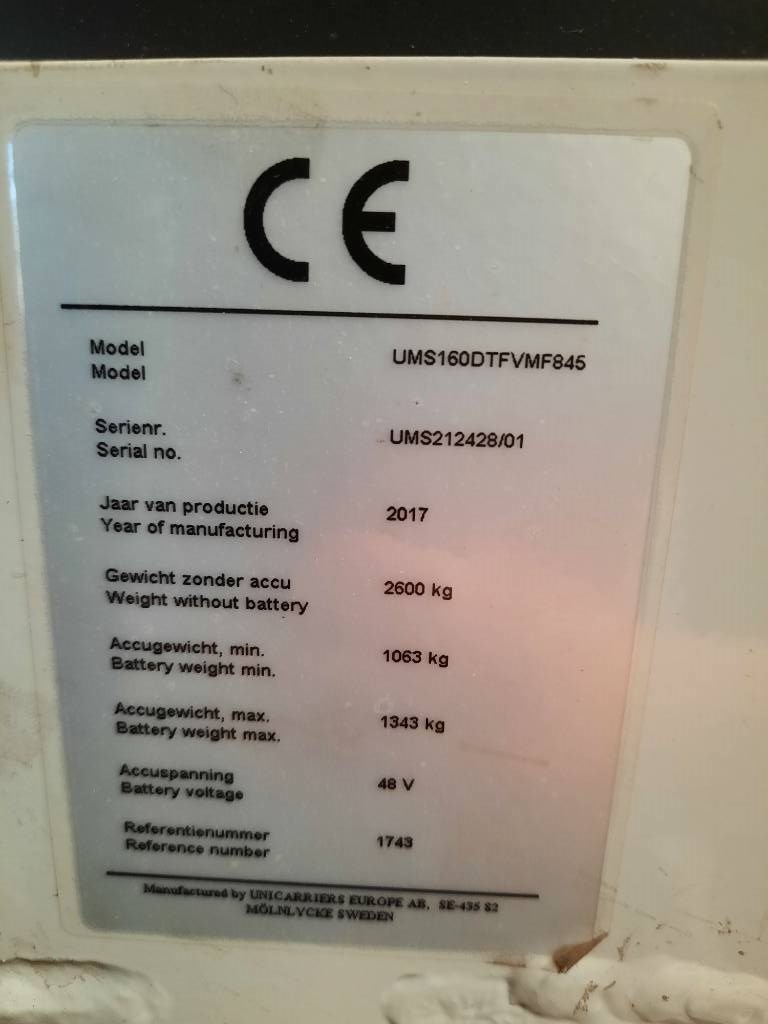 CE
Model
Model UMS160DTFVMF845
Serienr.
Serial no. UMS212428/01
Jaar van productie
Year of manufacturing 2017
Gewicht zonder accu
Weight without battery 2600 kg
Accugewicht, min.
Battery weight min. 1063 kg
Accugewicht, max.
Battery weight max. 1343 kg
Accuspanning
Battery voltage 48 V
Referentienummer
Reference number 1743
Manufactured by UNICARRIERS EUROPE AB, SE-435 82
MÖLNLYCKE SWEDEN